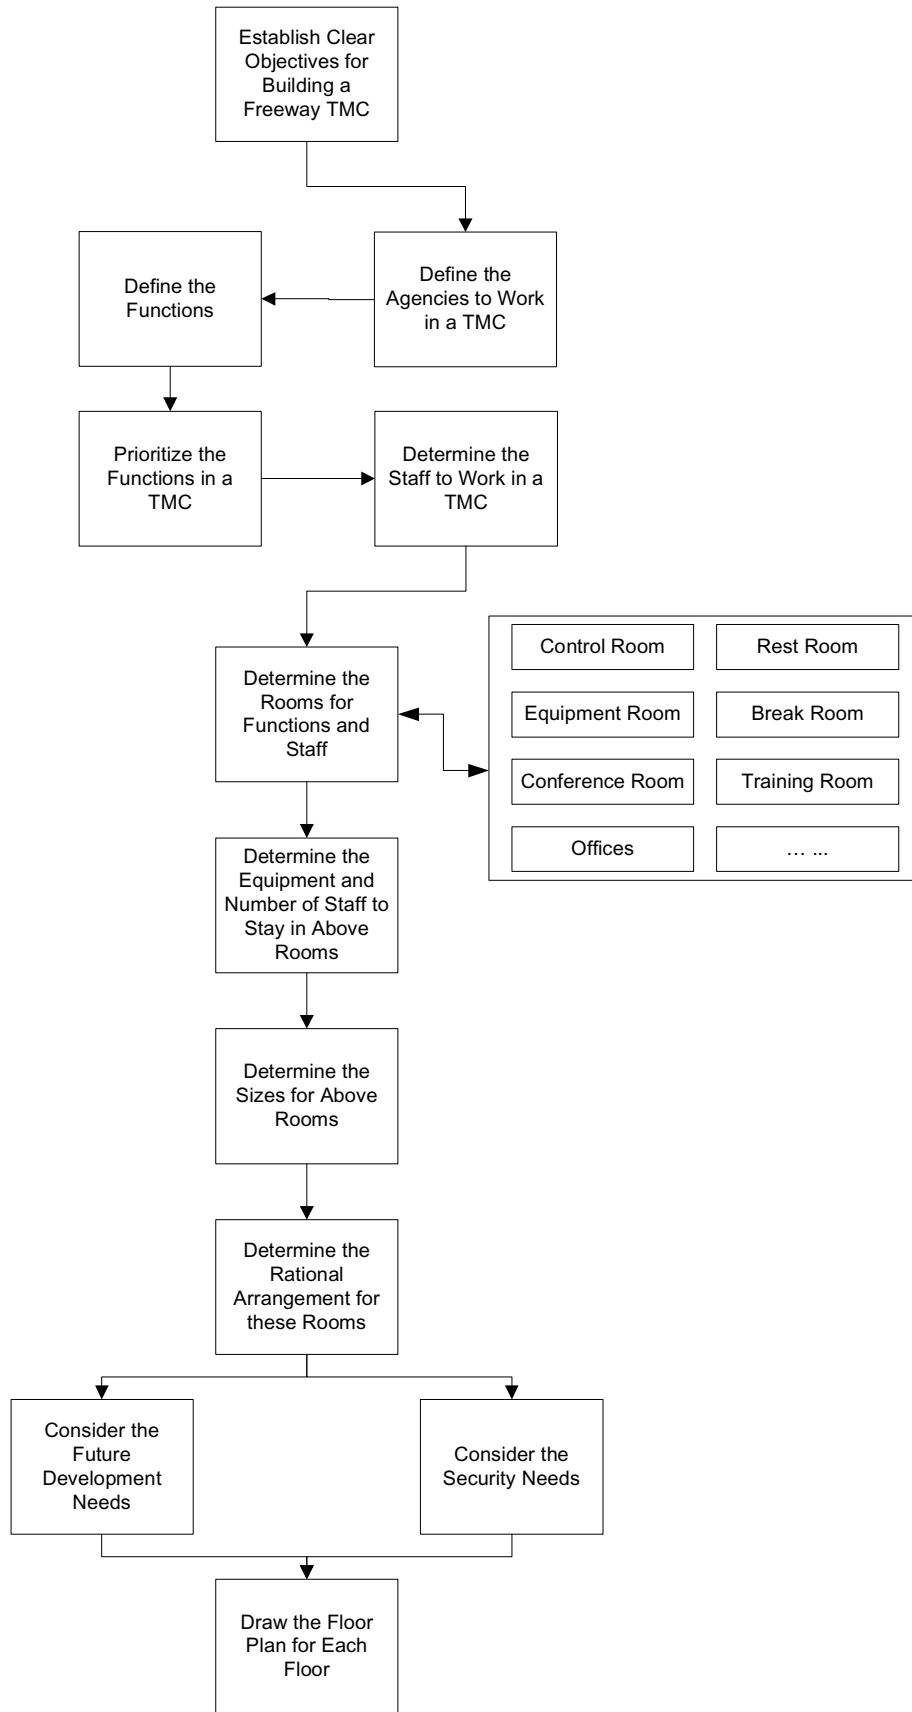 Establish Clear
Objectives for
Building a
Freeway TMC
Define the
Functions
Define the
Agencies to Work
in a TMC
Prioritize the
Functions in a
TMC
Determine the
Staff to Work in a
TMC
Determine the
Rooms for
Functions and
Staff
Control Room
Rest Room
Equipment Room
Break Room
Conference Room
Training Room
Offices
… ...
Determine the
Equipment and
Number of Staff to
Stay in Above
Rooms
Determine the
Sizes for Above
Rooms
Determine the
Rational
Arrangement for
these Rooms
Consider the
Future
Development
Needs
Consider the
Security Needs
Draw the Floor
Plan for Each
Floor